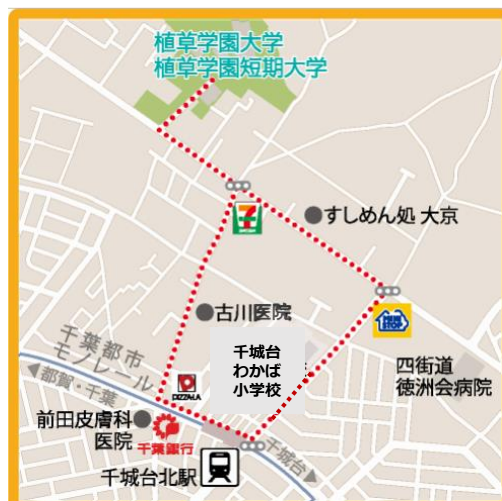 植草学園大学
植草学園短期大学
7
すしめん処 大京
古川医院
千城台
わかば
小学校
四街道
徳洲会病院
千葉都市
モノレール
◀都賀・千葉
PIZZA-LA
前田皮膚科
医院
千葉銀行
千城台▶
千城台北駅